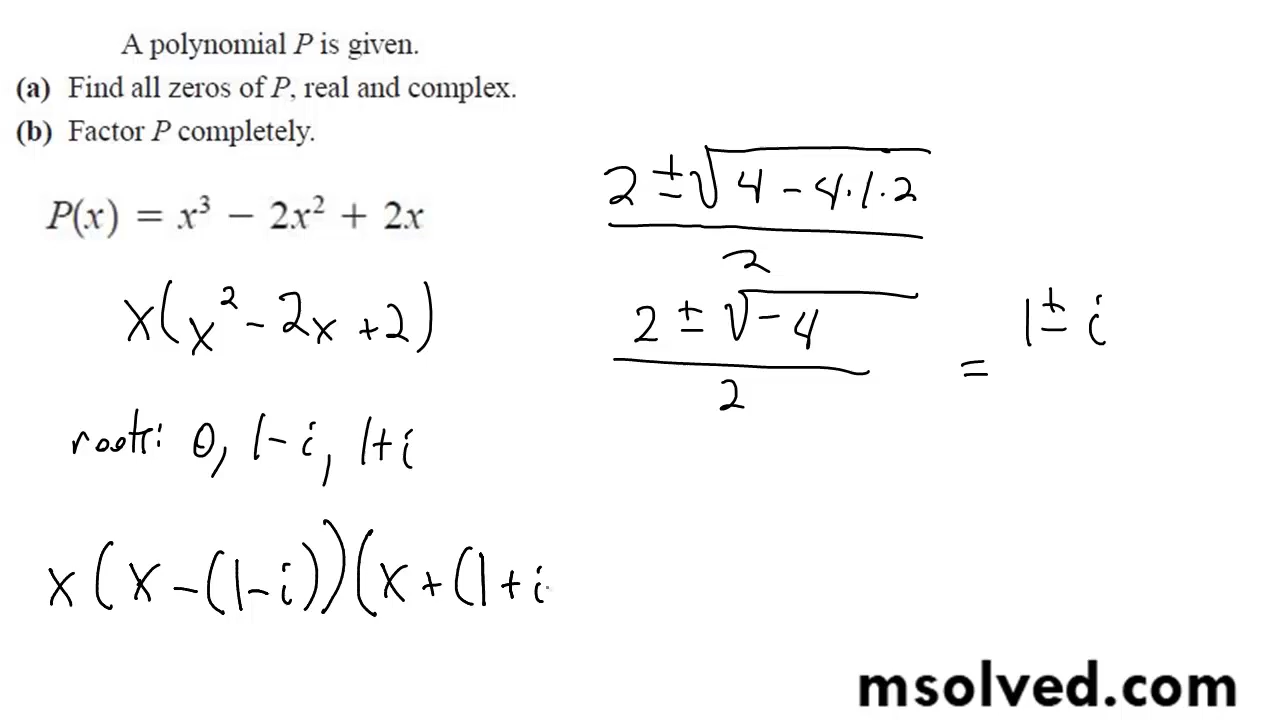 A polynomial P is given.
(a) Find all zeros of P, real and complex.
(b) Factor P completely.
P(x) = x³ − 2x² + 2x
x(x² - 2x + 2)
root: 0, 1 - i, 1 + i
x(x - (1 - i))(x + (1 + i
2 ± √4 - 4·1·2
2
2 ± √-4
2
= 1 ± i
msolved.com